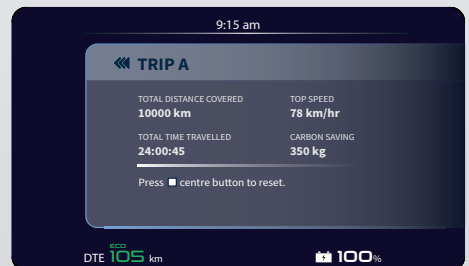 9:15 am
TRIP A
TOTAL DISTANCE COVERED
10000 km
TOP SPEED
78 km/hr
TOTAL TIME TRAVELLED
24:00:45
CARBON SAVING
350 kg
Press centre button to reset.
ECO
DTE 105 km
100%